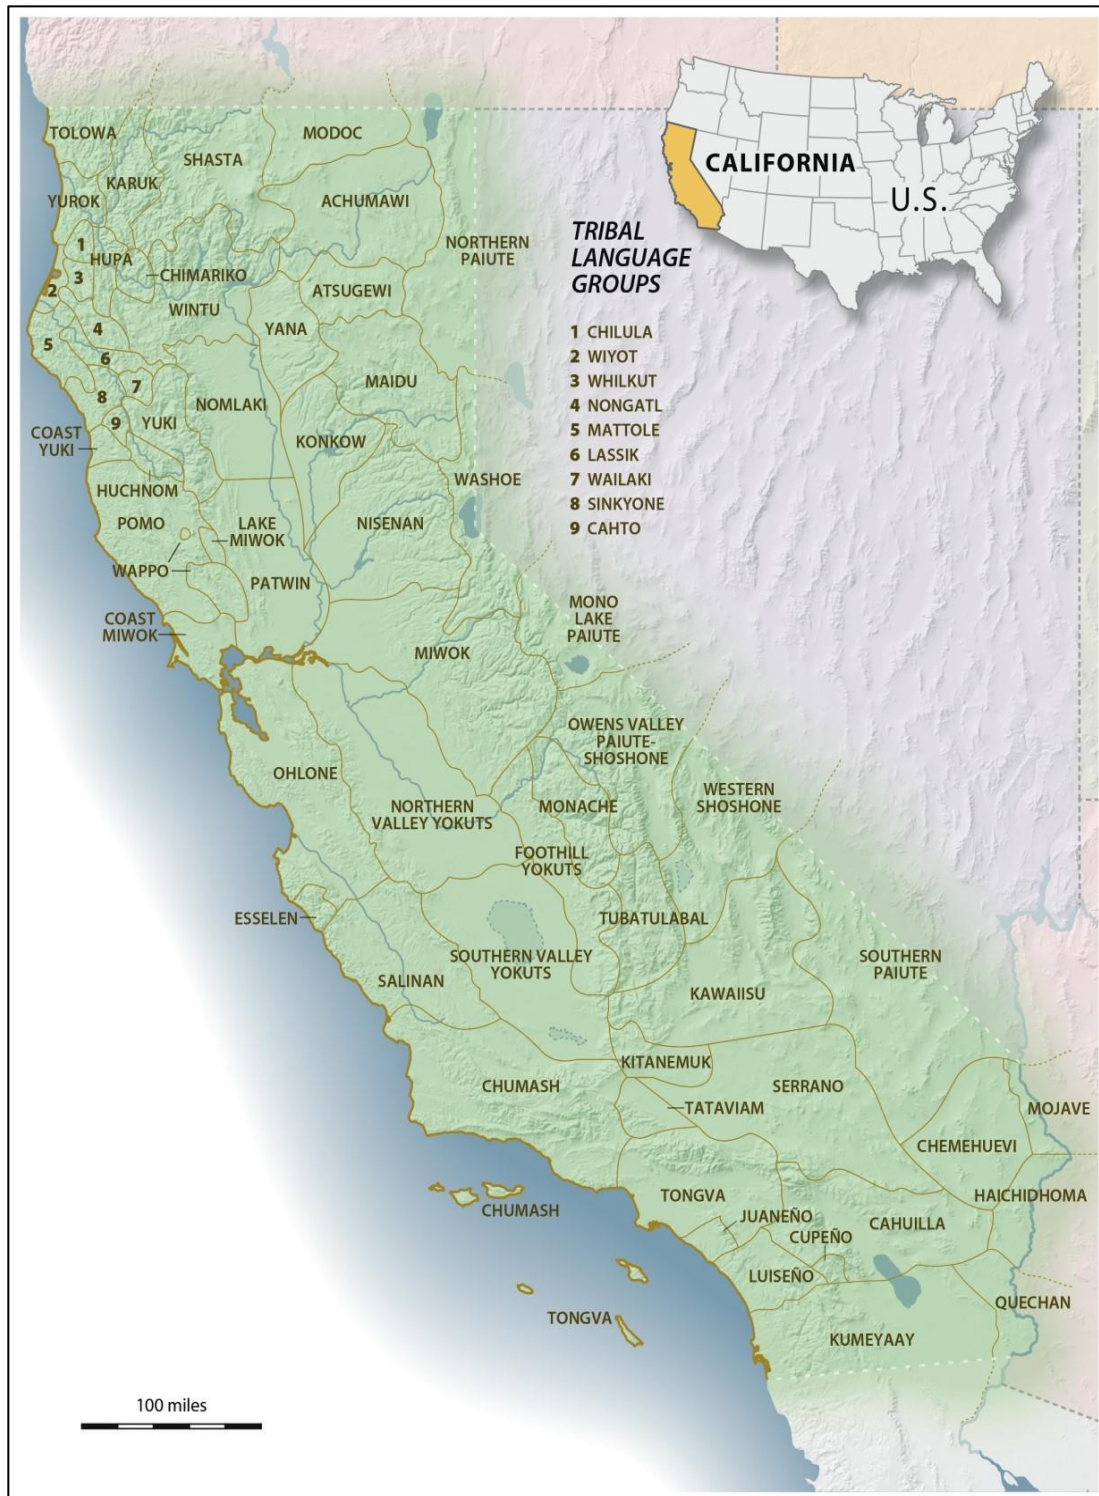 TOLOWA
MODOC
SHASTA
KARUK
YUROK
ACHUMAWI
CALIFORNIA
U.S.
TRIBAL
LANGUAGE
GROUPS
1 CHILULA
2 WIYOT
3 WHILKUT
4 NONGATL
5 MATTOLE
6 LASSIK
7 WAILAKI
8 SINKYONE
9 CAHTO
NORTHERN
PAIUTE
1
HUPA
3
2
CHIMARIKO
ATSUGEWI
WINTU
YANA
4
5
6
7
8
9
MAIDU
NOMLAKI
YUKI
COAST
YUKI
KONKOW
WASHOE
HUCHNOM
POMO
LAKE
MIWOK
NISENAN
WAPPO
PATWIN
COAST
MIWOK
MONO
LAKE
PAIUTE
MIWOK
OWENS VALLEY
PAIUTE-
SHOSHONE
OHLONE
WESTERN
SHOSHONE
NORTHERN
VALLEY YOKUTS
MONACHE
FOOTHILL
YOKUTS
ESSELEN
TUBATULABAL
SOUTHERN VALLEY
YOKUTS
SOUTHERN
PAIUTE
SALINAN
KAWAIISU
KITANEMUK
CHUMASH
SERRANO
TATAVIAM
MOJAVE
CHEMEHUEVI
TONGVA
HAICHIDHOMA
CHUMASH
JUANEÑO
CAHUILLA
CUPEÑO
LUISEÑO
QUECHAN
TONGVA
KUMEYAAY
100 miles